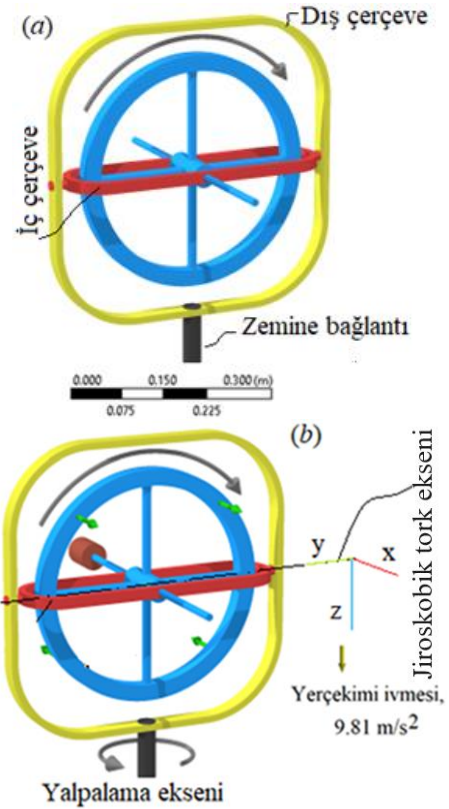 (a)
Dış çerçeve
İç çerçeve
Zemine bağlantı
0.000 0.150 0.300 (m)
0.075 0.225
(b)
Jiroskobik tork ekseni
y
x
z
Yerçekimi ivmesi,
9.81 m/s²
Yalpalama ekseni